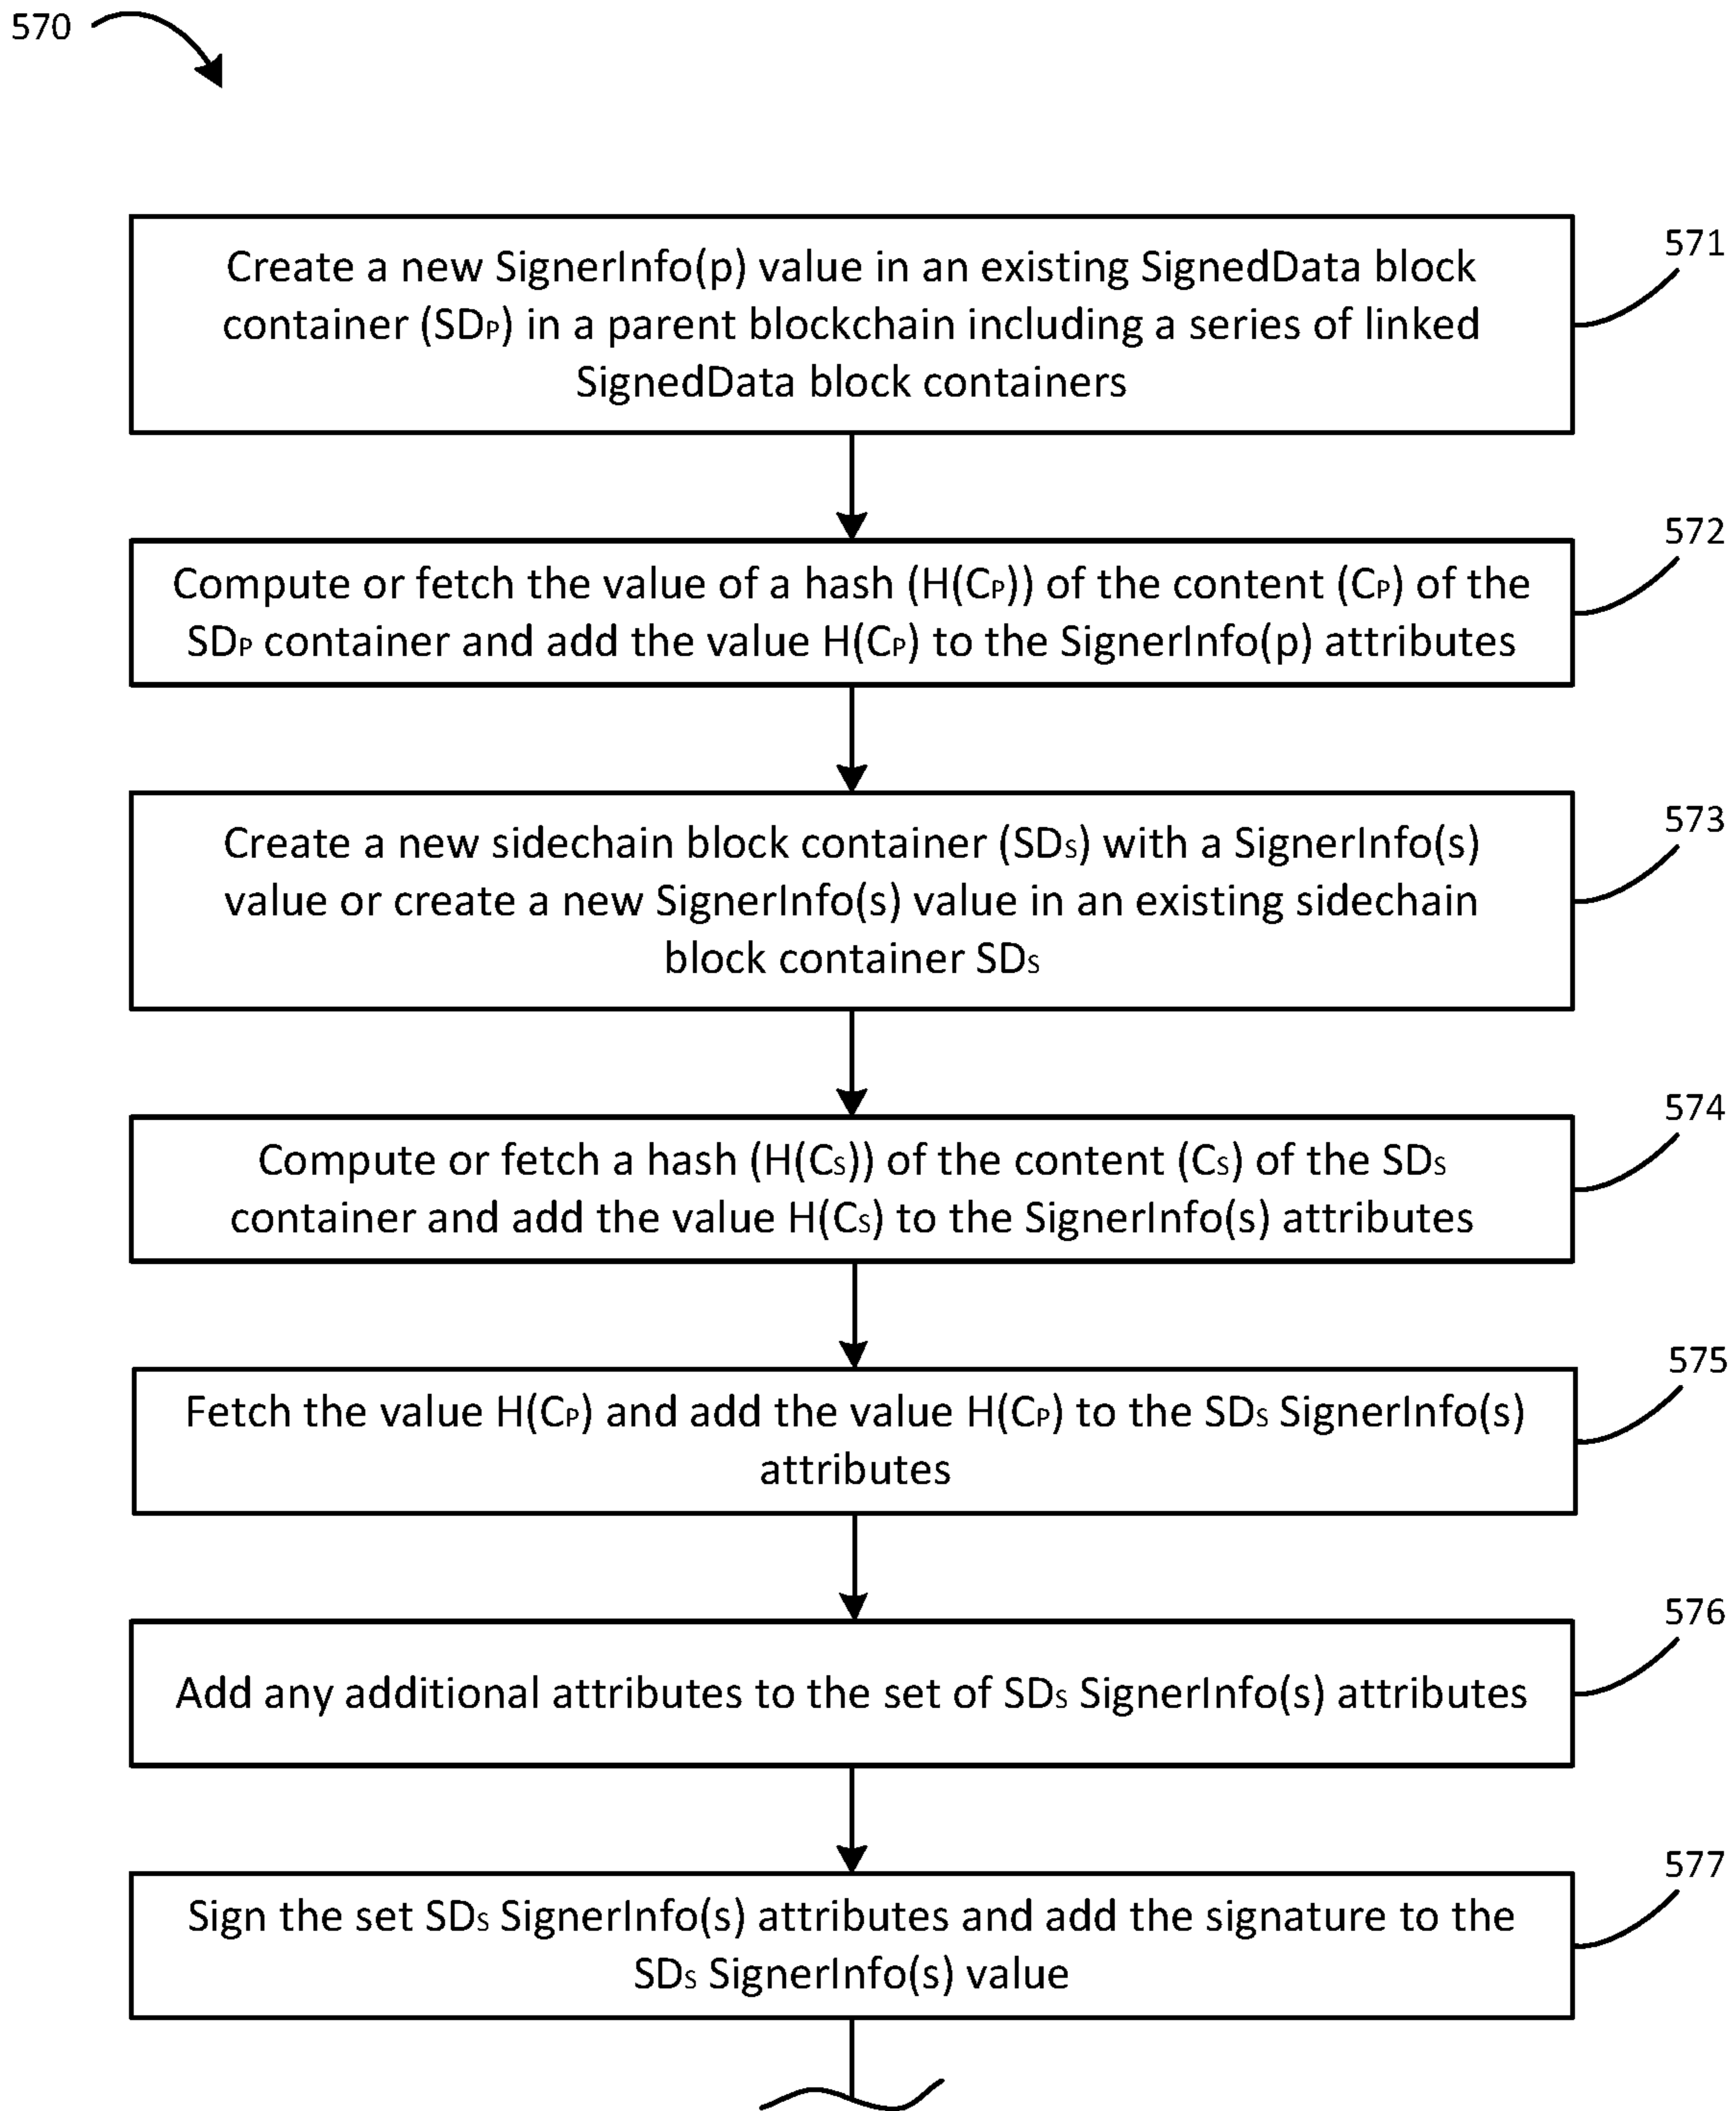 570
571
Create a new SignerInfo(p) value in an existing SignedData block
container (SDP) in a parent blockchain including a series of linked
SignedData block containers
572
Compute or fetch the value of a hash (H(CP)) of the content (CP) of the
SDP container and add the value H(CP) to the SignerInfo(p) attributes
573
Create a new sidechain block container (SDS) with a SignerInfo(s)
value or create a new SignerInfo(s) value in an existing sidechain
block container SDS
574
Compute or fetch a hash (H(CS)) of the content (CS) of the SDS
container and add the value H(CS) to the SignerInfo(s) attributes
575
Fetch the value H(CP) and add the value H(CP) to the SDS SignerInfo(s)
attributes
576
Add any additional attributes to the set of SDS SignerInfo(s) attributes
577
Sign the set SDS SignerInfo(s) attributes and add the signature to the
SDS SignerInfo(s) value